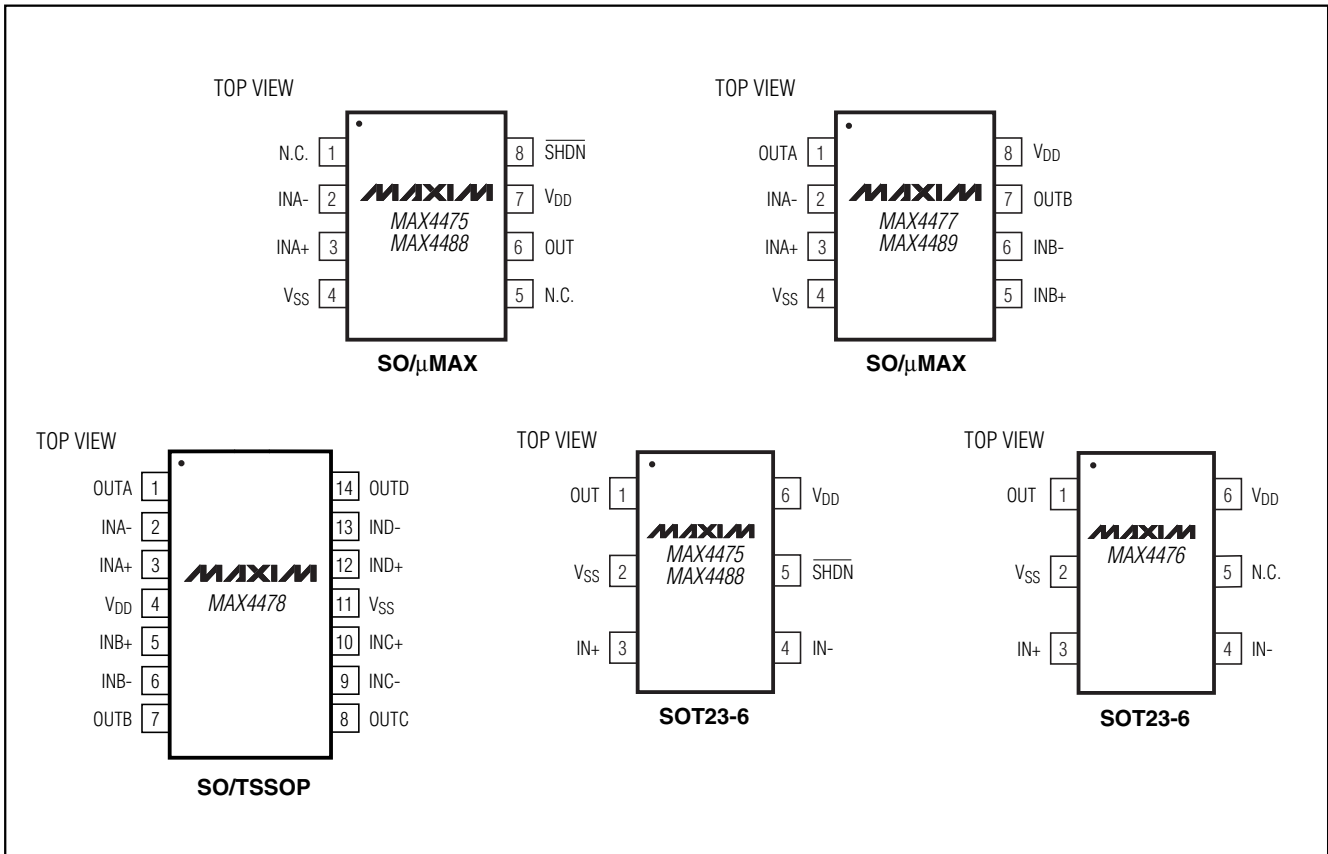 TOP VIEW
N.C. 1
INA- 2
INA+ 3
VSS 4
MAXIM
MAX4475
MAX4488
8 SHDN
7 VDD
6 OUT
5 N.C.
SO/μMAX
TOP VIEW
OUTA 1
INA- 2
INA+ 3
VSS 4
MAXIM
MAX4477
MAX4489
8 VDD
7 OUTB
6 INB-
5 INB+
SO/μMAX
TOP VIEW
OUTA 1
INA- 2
INA+ 3
VDD 4
INB+ 5
INB- 6
OUTB 7
MAXIM
MAX4478
14 OUTD
13 IND-
12 IND+
11 VSS
10 INC+
9 INC-
8 OUTC
SO/TSSOP
TOP VIEW
OUT 1
VSS 2
IN+ 3
MAXIM
MAX4475
MAX4488
6 VDD
5 SHDN
4 IN-
SOT23-6
TOP VIEW
OUT 1
VSS 2
IN+ 3
MAXIM
MAX4476
6 VDD
5 N.C.
4 IN-
SOT23-6